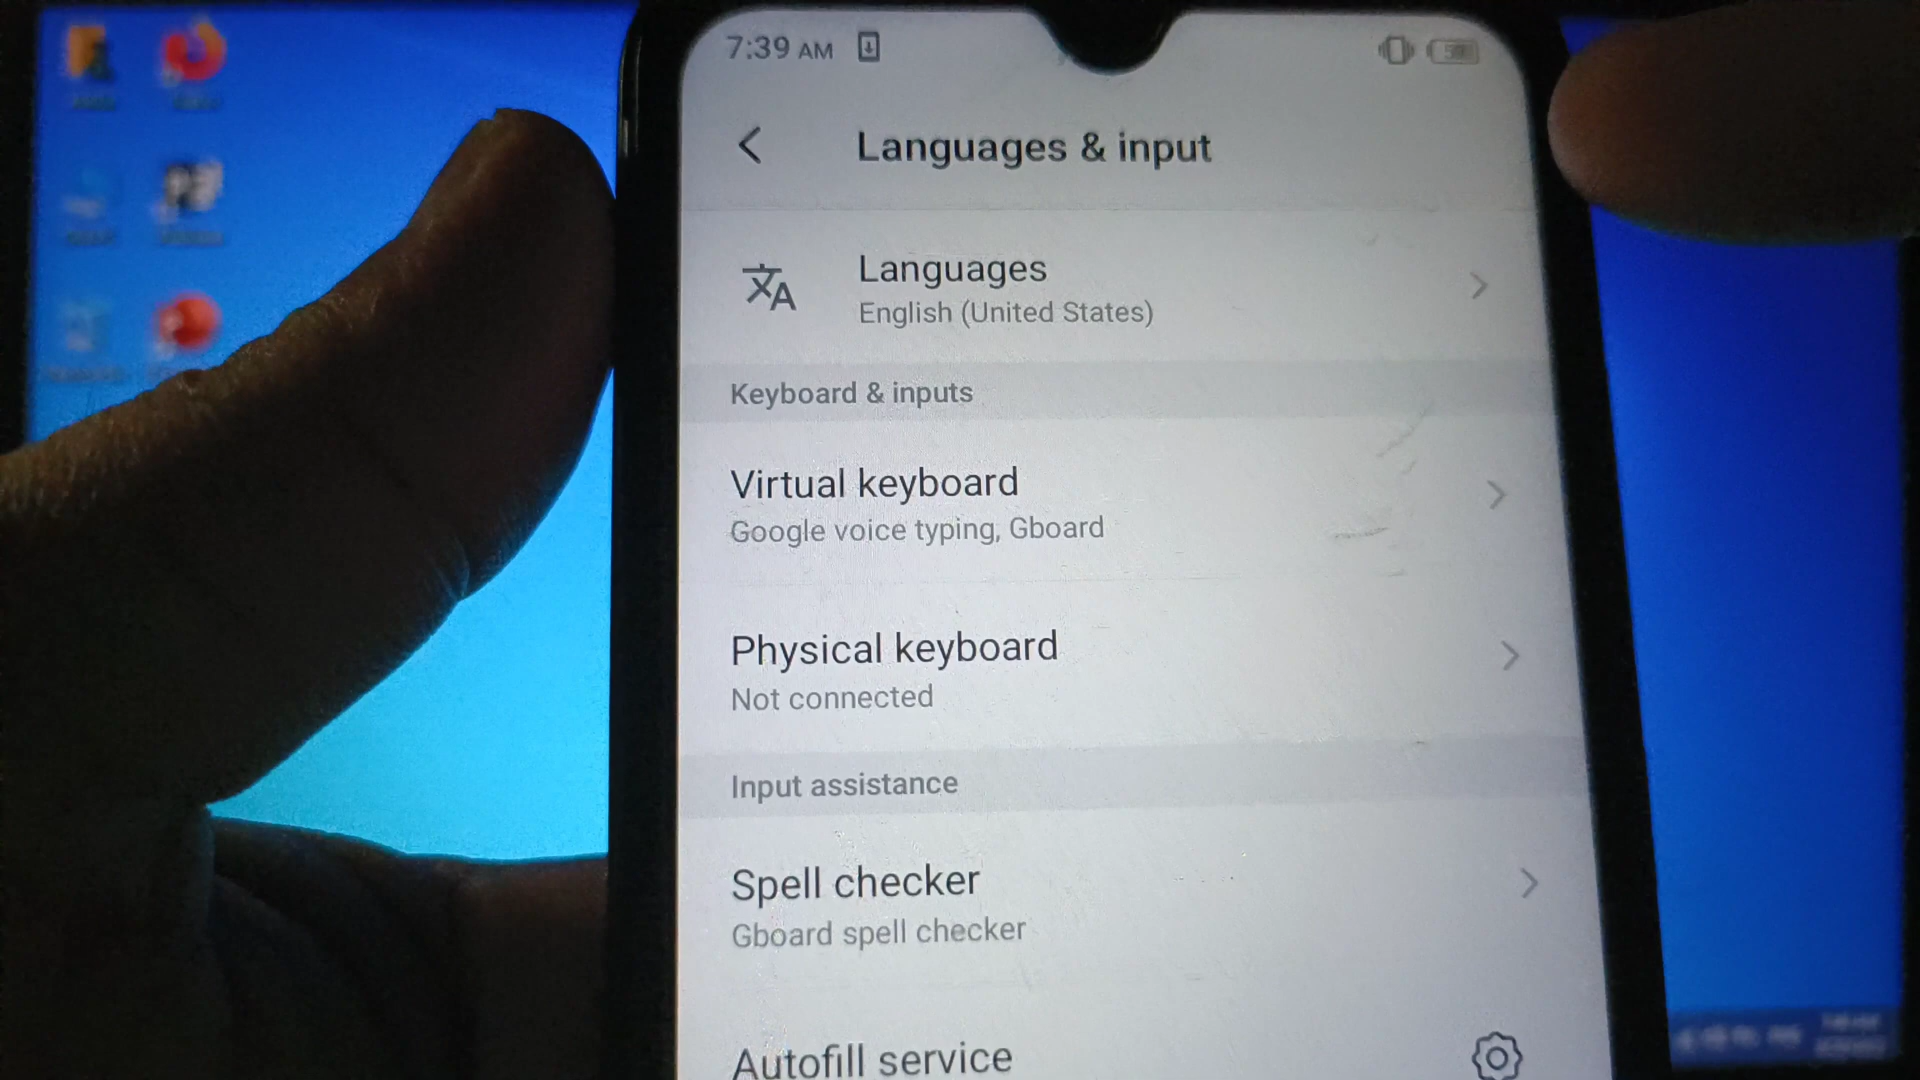 7:39 AM
Languages & input
Languages
English (United States)
Keyboard & inputs
Virtual keyboard
Google voice typing, Gboard
Physical keyboard
Not connected
Input assistance
Spell checker
Gboard spell checker
Autofill service